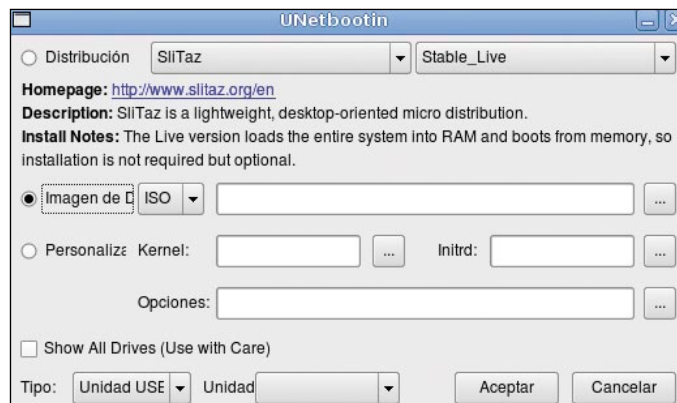 UNetbootin
Distribución SliTaz Stable_Live
Homepage: http://www.slitaz.org/en
Description: SliTaz is a lightweight, desktop-oriented micro distribution.
Install Notes: The Live version loads the entire system into RAM and boots from memory, so
installation is not required but optional.
Imagen de D ISO ...
Personaliza Kernel: ... Initrd: ...
Opciones: ...
Show All Drives (Use with Care)
Tipo: Unidad USE Unidad Aceptar Cancelar